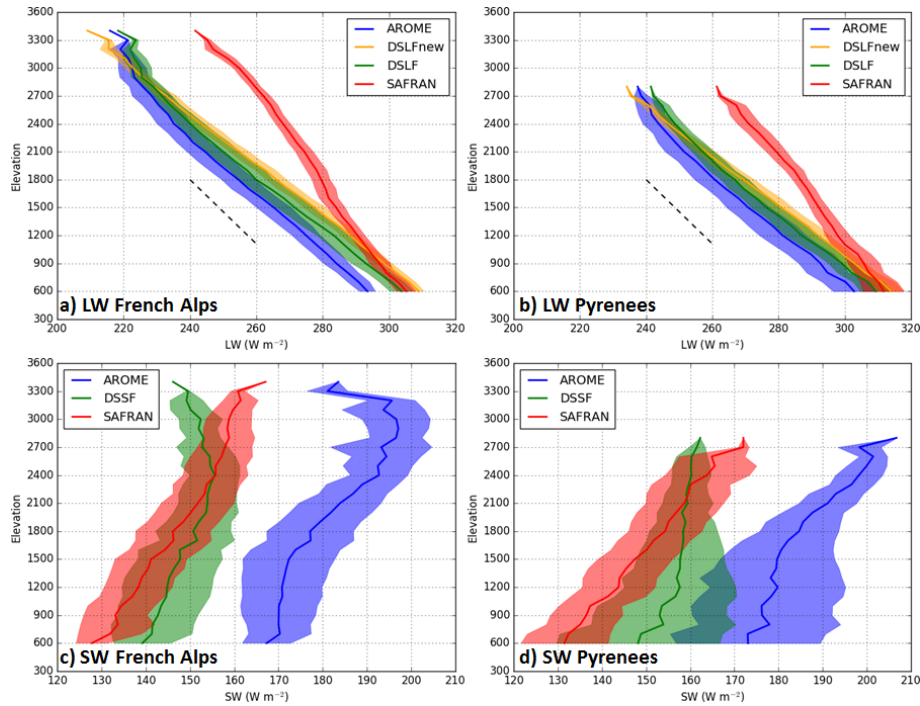 3600
3300
3000
2700
2400
2100
1800
1500
1200
900
600
300
Elevation
AROME
DSLFnew
DSLF
SAFRAN
a) LW French Alps
200 220 240 260 280 300 320
LW (W m⁻²)
3600
3300
3000
2700
2400
2100
1800
1500
1200
900
600
300
Elevation
AROME
DSLFnew
DSLF
SAFRAN
b) LW Pyrenees
200 220 240 260 280 300 320
LW (W m⁻²)
3600
3300
3000
2700
2400
2100
1800
1500
1200
900
600
300
Elevation
AROME
DSSF
SAFRAN
c) SW French Alps
120 130 140 150 160 170 180 190 200 210
SW (W m⁻²)
3600
3300
3000
2700
2400
2100
1800
1500
1200
900
600
300
Elevation
AROME
DSSF
SAFRAN
d) SW Pyrenees
120 130 140 150 160 170 180 190 200 210
SW (W m⁻²)